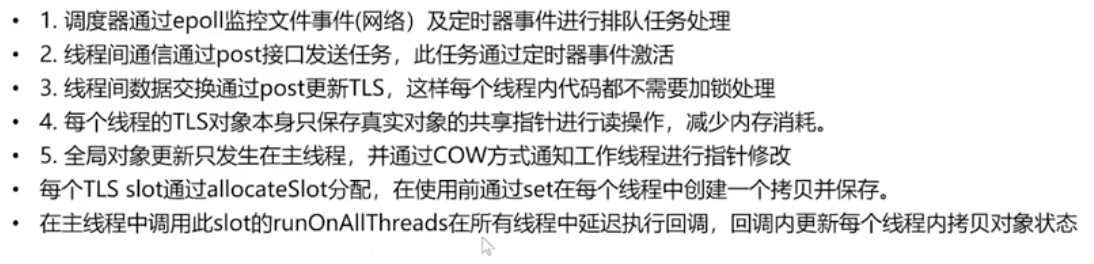 • 1. 调度器通过epoll监控文件事件(网络）及定时器事件进行排队任务处理
• 2. 线程间通信通过post接口发送任务，此任务通过定时器事件激活
• 3. 线程间数据交换通过post更新TLS，这样每个线程内代码都不需要加锁处理
• 4. 每个线程的TLS对象本身只保存真实对象的共享指针进行读操作，减少内存消耗。
• 5. 全局对象更新只发生在主线程，并通过COW方式通知工作线程进行指针修改
• 每个TLS slot通过allocateSlot分配，在使用前通过set在每个线程中创建一个拷贝并保存。
• 在主线程中调用此slot的runOnAllThreads在所有线程中延迟执行回调，回调内更新每个线程内拷贝对象状态